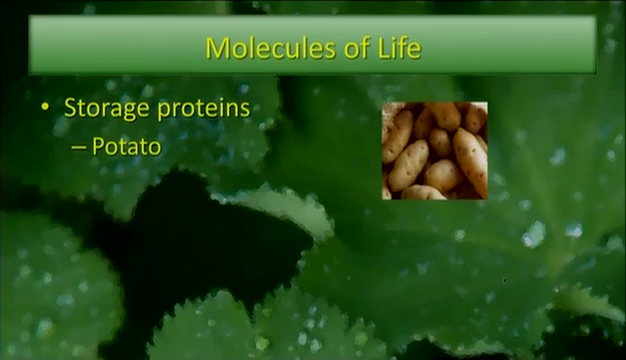 Molecules of Life
• Storage proteins
– Potato